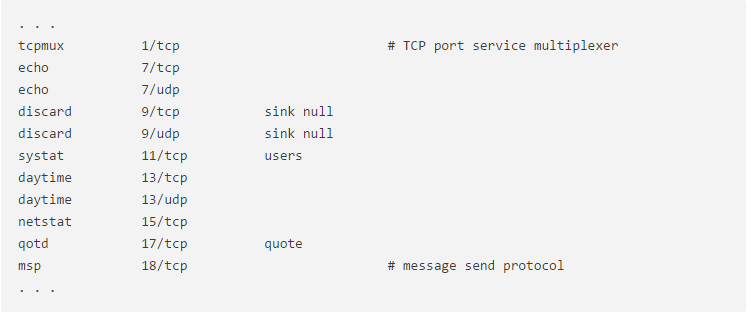 . . .
tcpmux 1/tcp # TCP port service multiplexer
echo 7/tcp
echo 7/udp
discard 9/tcp sink null
discard 9/udp sink null
systat 11/tcp users
daytime 13/tcp
daytime 13/udp
netstat 15/tcp
qotd 17/tcp quote
msp 18/tcp # message send protocol
. . .